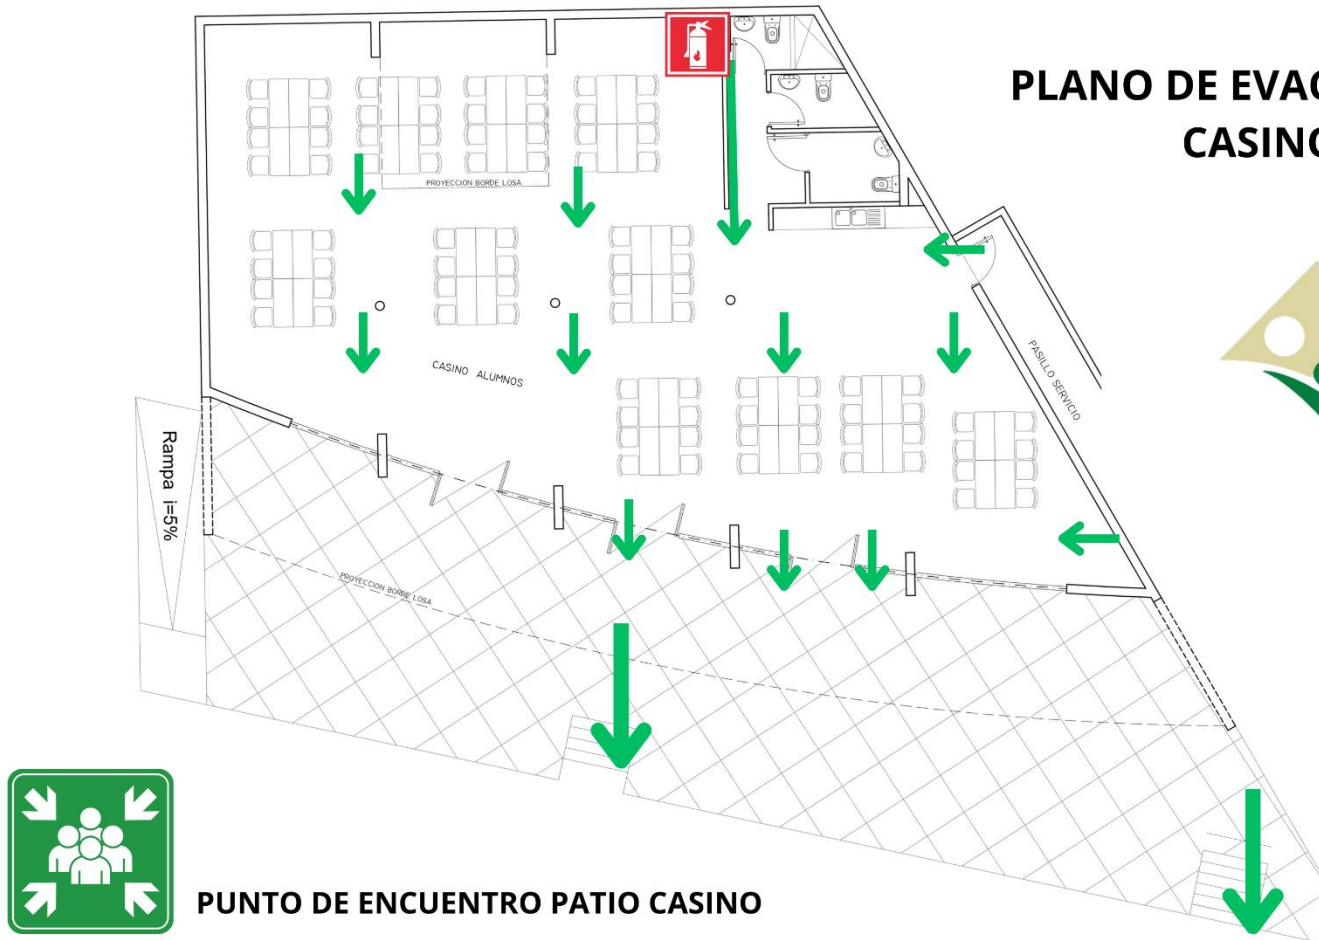 PLANO DE EVAC
CASINO
PROYECCION BORDE LOSA
CASINO ALUMNOS
PASILLO SERVICIO
Rampa i=5%
PROYECCION BORDE LOSA
PUNTO DE ENCUENTRO PATIO CASINO